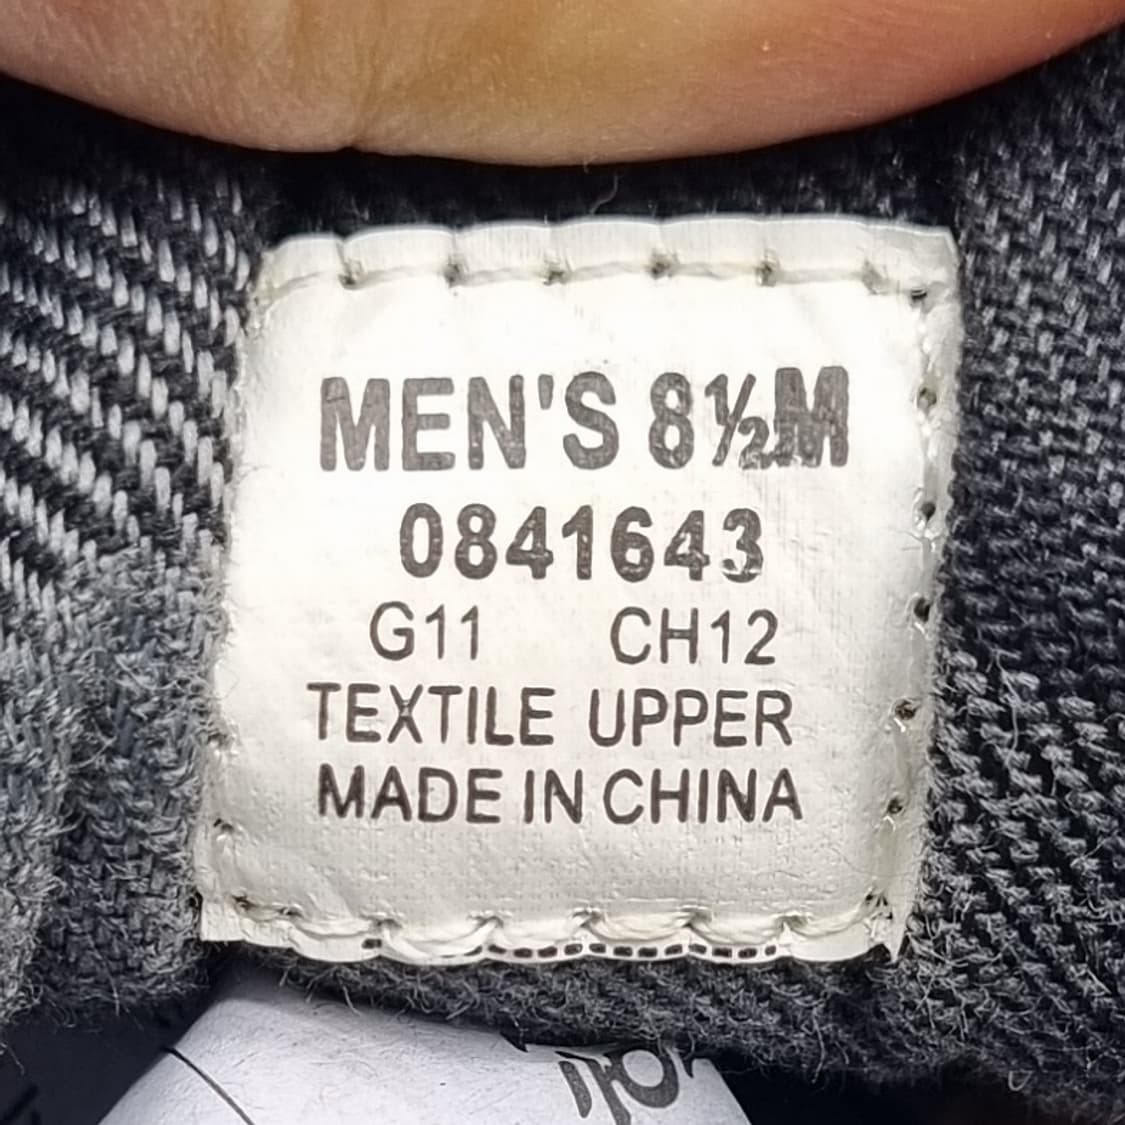 MEN'S 8½M
0841643
G11 CH12
TEXTILE UPPER
MADE IN CHINA